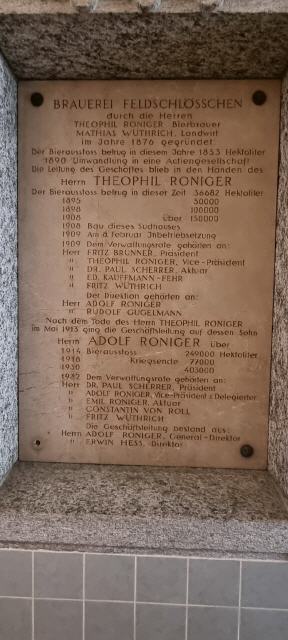 BRAUEREI FELDSCHLÖSSCHEN
durch die Herren
THEOPHIL RONIGER Bierbrauer
MATHIAS WÜTHRICH, Landwirt
im Jahre 1876 gegründet
Der Bierausstoss betrug in diesem Jahre 1853 Hektoliter
1890 Umwandlung in eine Actiengesellschaft
Die Leitung des Geschäftes blieb in den Händen des
Herrn THEOPHIL RONIGER
Der Bierausstoss betrug in dieser Zeit 36682 Hektoliter
1895 50000
1898 100000
1908 über 150000
1908 Bau dieses Sudhauses
1909 Am 8 Februar Inbetriebsetzung
1909 Dem Verwaltungsrate gehörten an:
Herr FRITZ BRUNNER, Präsident
" THEOPHIL RONIGER, Vice-Präsident
" DR. PAUL SCHERRER, Aktuar
" ED. KAUFFMANN-FEHR
" FRITZ WÜTHRICH
Der Direktion gehörten an:
Herr ADOLF RONIGER
" RUDOLF GUGELMANN
Nach dem Tode des Herrn THEOPHIL RONIGER
im Mai 1913 ging die Geschäftsleitung auf dessen Sohn
Herrn ADOLF RONIGER über
1914 Bierausstoss 249000 Hektoliter
1918 Kriegsende 77000
1930 403000
1932 Dem Verwaltungsrate gehörten an:
Herr DR. PAUL SCHERRER, Präsident
" ADOLF RONIGER, Vice-Präsident & Delegierter
" EMIL RONIGER, Aktuar
" CONSTANTIN VON ROLL
" FRITZ WÜTHRICH
Die Geschäftsleitung bestand aus:
Herrn ADOLF RONIGER, General-Direktor
" ERWIN HESS, Direktor